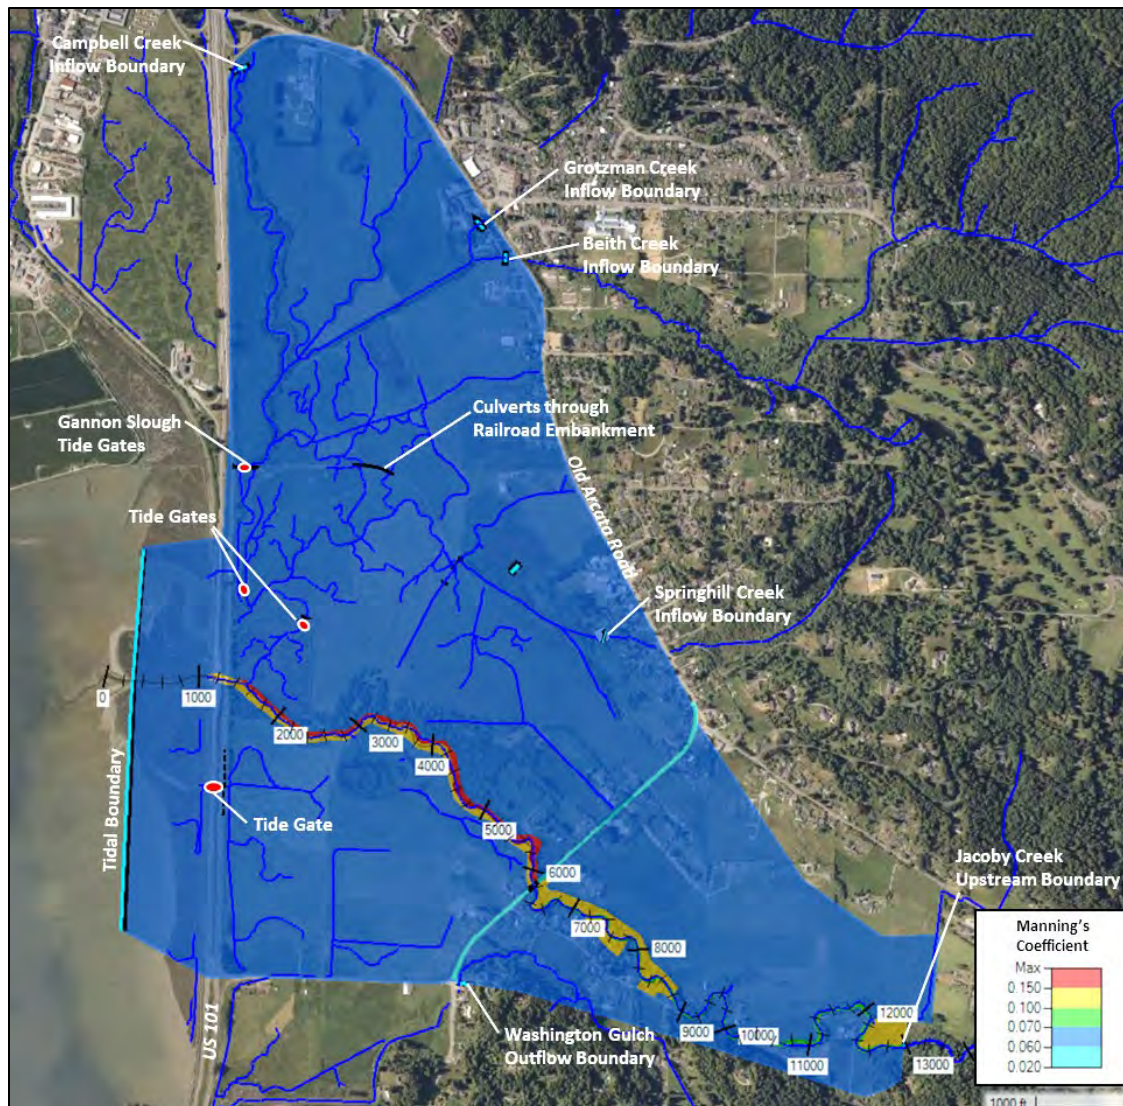 Campbell Creek
Inflow Boundary
Grotzman Creek
Inflow Boundary
Beith Creek
Inflow Boundary
Gannon Slough
Tide Gates
Culverts through
Railroad Embankment
Old Arcata Road
Tide Gates
Springhill Creek
Inflow Boundary
0
1000
2000
3000
4000
5000
6000
7000
8000
9000
10000
11000
12000
13000
Tidal Boundary
Tide Gate
Jacoby Creek
Upstream Boundary
US 101
Washington Gulch
Outflow Boundary
Manning's
Coefficient
Max
0.150
0.100
0.070
0.060
0.020
1000 ft